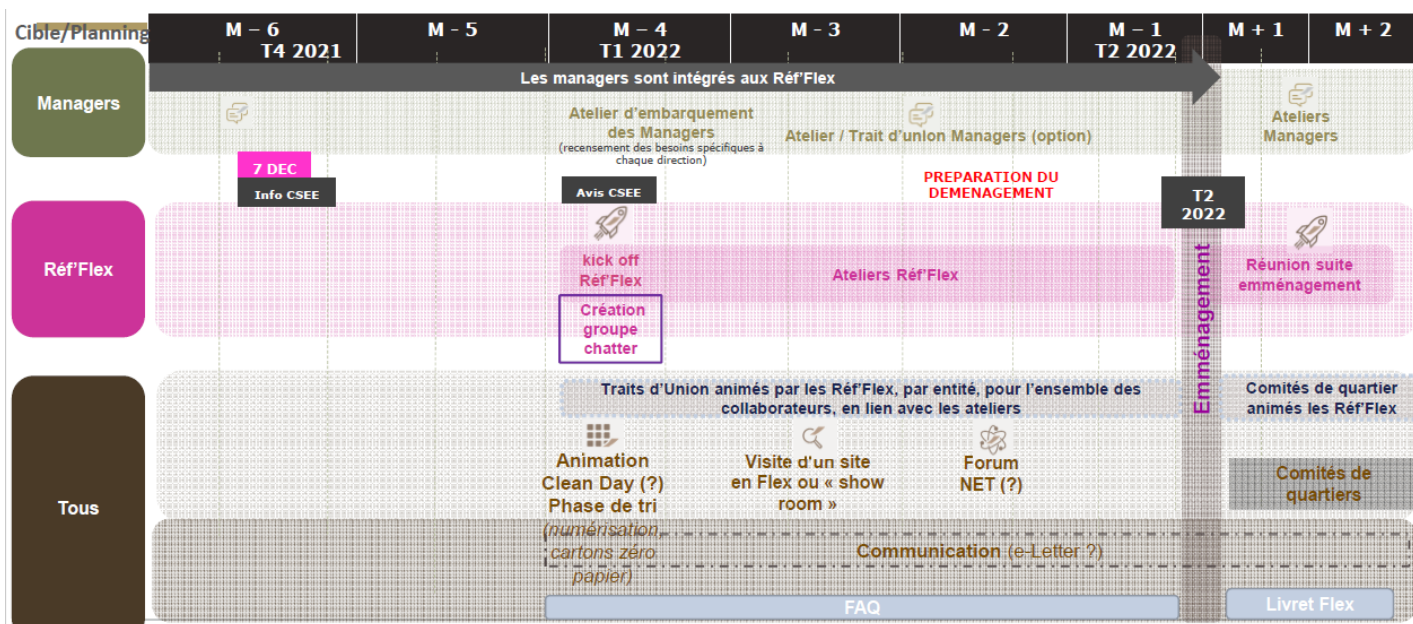 Cible/Planning
M – 6
T4 2021
M - 5
M – 4
T1 2022
M - 3
M - 2
M – 1
T2 2022
M + 1
M + 2
Les managers sont intégrés aux Réf'Flex
Managers
Atelier d'embarquement
des Managers
(recensement des besoins spécifiques à
chaque direction)
Atelier / Trait d'union Managers (option)
Ateliers
Managers
7 DEC
Info CSEE
Avis CSEE
PREPARATION DU
DEMENAGEMENT
T2
2022
Réf'Flex
kick off
Réf'Flex
Ateliers Réf'Flex
Réunion suite
emménagement
Création
groupe
chatter
Emménagement
Tous
Traits d'Union animés par les Réf'Flex, par entité, pour l'ensemble des
collaborateurs, en lien avec les ateliers
Comités de quartier
animés les Réf'Flex
Animation
Clean Day (?)
Phase de tri
(numérisation,
cartons zéro
papier)
Visite d'un site
en Flex ou « show
room »
Forum
NET (?)
Comités de
quartiers
Communication (e-Letter ?)
FAQ
Livret Flex